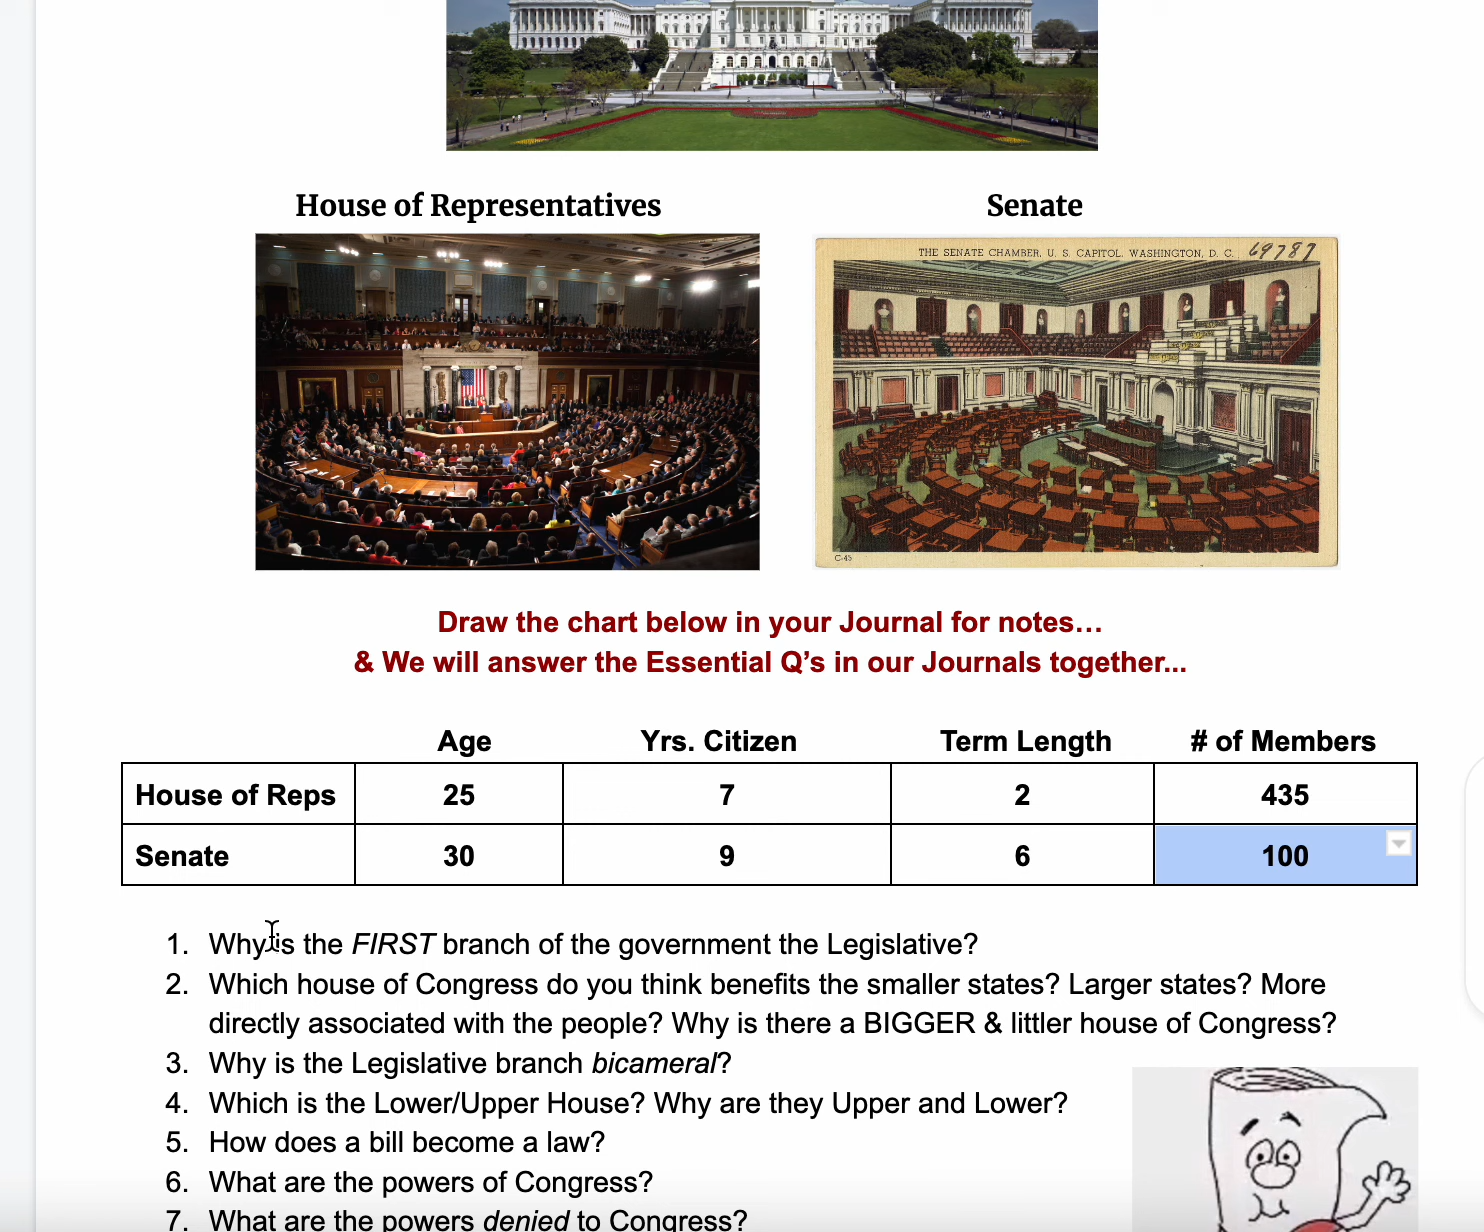 House of Representatives
Senate
THE SENATE CHAMBER, U. S. CAPITOL, WASHINGTON, D. C.
69787
C-45
Draw the chart below in your Journal for notes…
& We will answer the Essential Q’s in our Journals together...
Age Yrs. Citizen Term Length # of Members
House of Reps 25 7 2 435
Senate 30 9 6 100
1. Why is the FIRST branch of the government the Legislative?
2. Which house of Congress do you think benefits the smaller states? Larger states? More
directly associated with the people? Why is there a BIGGER & littler house of Congress?
3. Why is the Legislative branch bicameral?
4. Which is the Lower/Upper House? Why are they Upper and Lower?
5. How does a bill become a law?
6. What are the powers of Congress?
7. What are the powers denied to Congress?